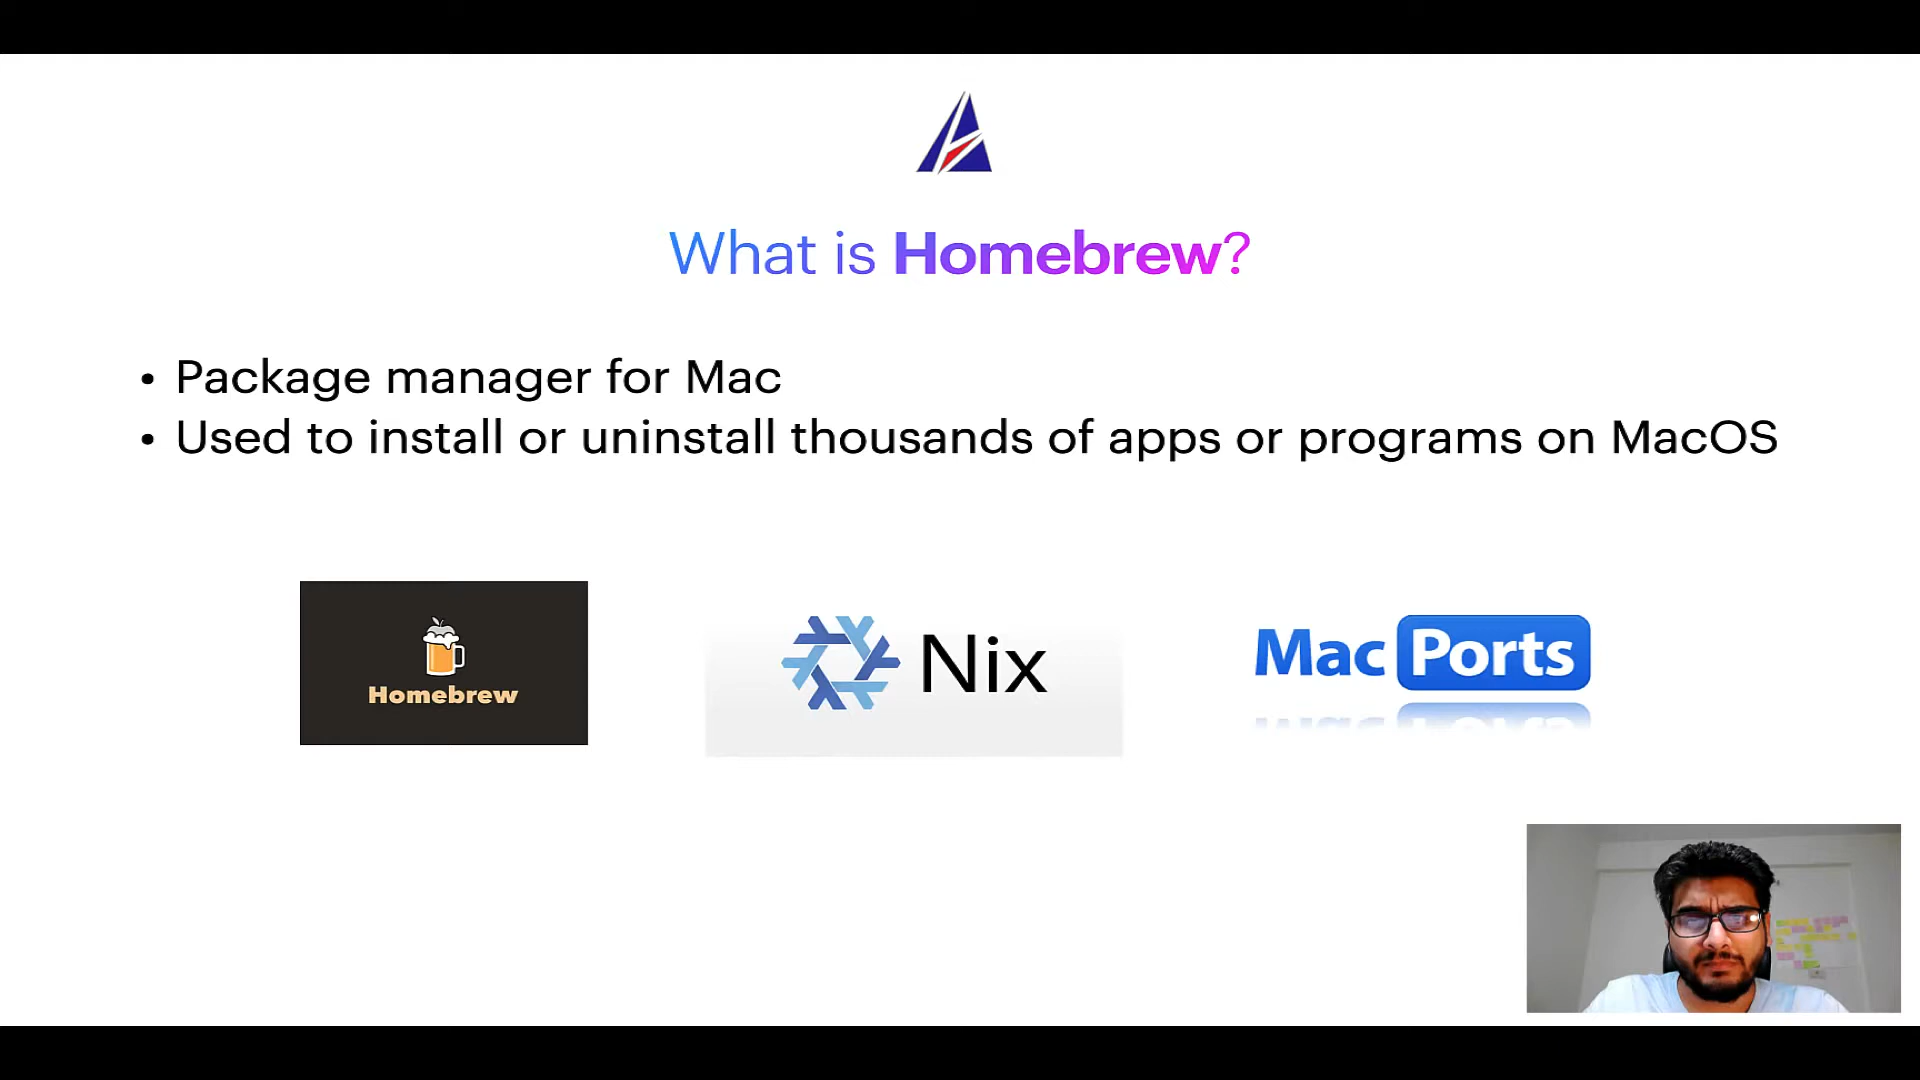 What is Homebrew?
• Package manager for Mac
• Used to install or uninstall thousands of apps or programs on MacOS
Homebrew
Nix
Mac Ports